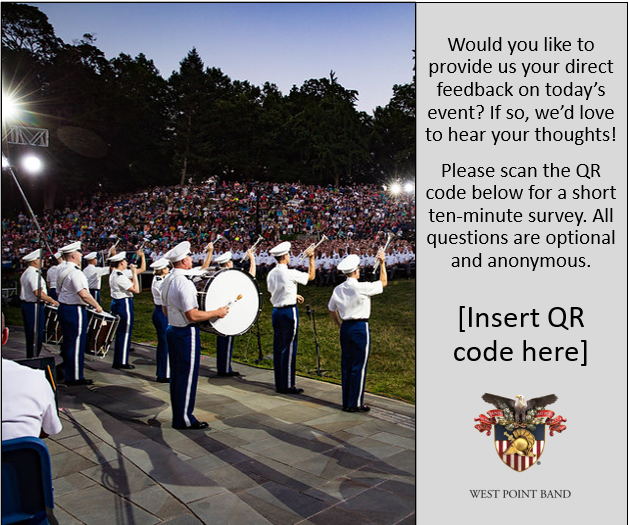 Would you like to
provide us your direct
feedback on today's
event? If so, we'd love
to hear your thoughts!
Please scan the QR
code below for a short
ten-minute survey. All
questions are optional
and anonymous.
[Insert QR
code here]
WEST POINT BAND